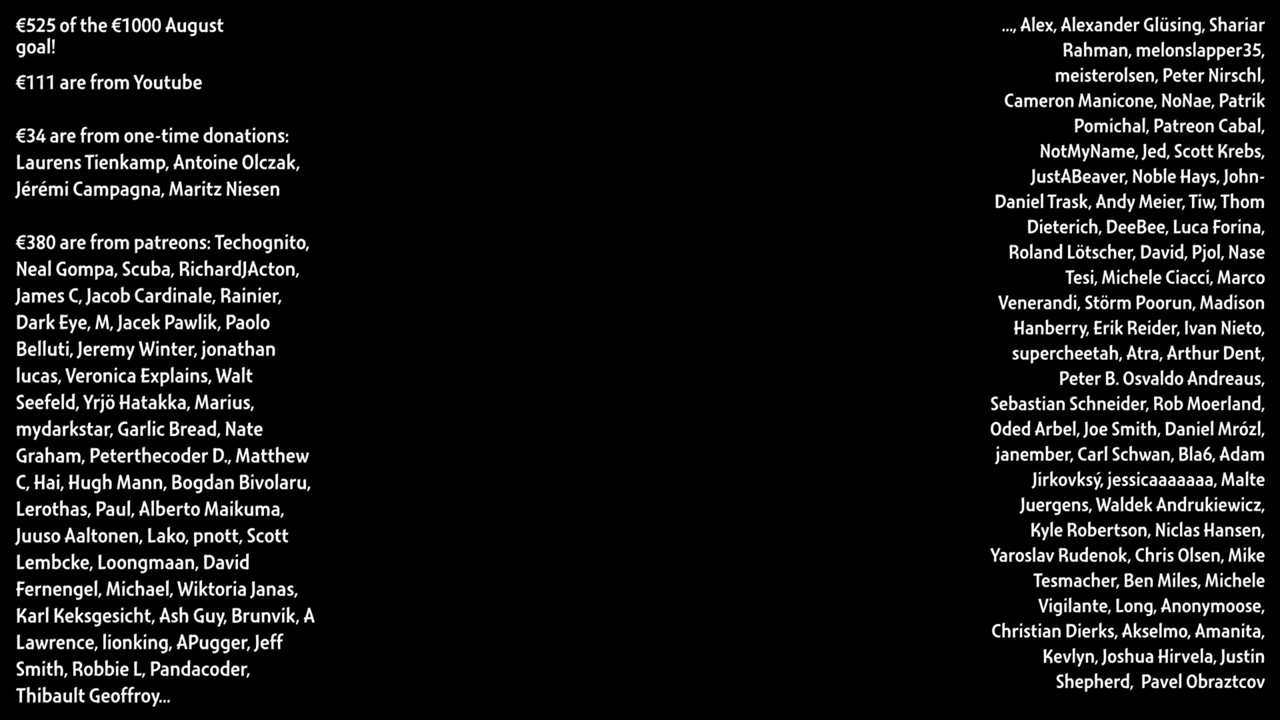 €525 of the €1000 August
goal!
€111 are from Youtube
€34 are from one-time donations:
Laurens Tienkamp, Antoine Olczak,
Jérémi Campagna, Maritz Niesen
€380 are from patreons: Techognito,
Neal Gompa, Scuba, RichardJActon,
James C, Jacob Cardinale, Rainier,
Dark Eye, M, Jacek Pawlik, Paolo
Belluti, Jeremy Winter, jonathan
lucas, Veronica Explains, Walt
Seefeld, Yrjö Hatakka, Marius,
mydarkstar, Garlic Bread, Nate
Graham, Peterthecoder D., Matthew
C, Hai, Hugh Mann, Bogdan Bivolaru,
Lerothas, Paul, Alberto Maikuma,
Juuso Aaltonen, Lako, pnott, Scott
Lembcke, Loongmaan, David
Fernengel, Michael, Wiktoria Janas,
Karl Keksgesicht, Ash Guy, Brunvik, A
Lawrence, lionking, APugger, Jeff
Smith, Robbie L, Pandacoder,
Thibault Geoffroy...
..., Alex, Alexander Glüsing, Shariar
Rahman, melonslapper35,
meisterolsen, Peter Nirschl,
Cameron Manicone, NoNae, Patrik
Pomichal, Patreon Cabal,
NotMyName, Jed, Scott Krebs,
JustABeaver, Noble Hays, John-
Daniel Trask, Andy Meier, Tiw, Thom
Dieterich, DeeBee, Luca Forina,
Roland Lötscher, David, Pjol, Nase
Tesi, Michele Ciacci, Marco
Venerandi, Störm Poorun, Madison
Hanberry, Erik Reider, Ivan Nieto,
supercheetah, Atra, Arthur Dent,
Peter B. Osvaldo Andreaus,
Sebastian Schneider, Rob Moerland,
Oded Arbel, Joe Smith, Daniel Mrózl,
janember, Carl Schwan, Bla6, Adam
Jirkovksý, jessicaaaaaaa, Malte
Juergens, Waldek Andrukiewicz,
Kyle Robertson, Niclas Hansen,
Yaroslav Rudenok, Chris Olsen, Mike
Tesmacher, Ben Miles, Michele
Vigilante, Long, Anonymoose,
Christian Dierks, Akselmo, Amanita,
Kevlyn, Joshua Hirvela, Justin
Shepherd,  Pavel Obraztcov